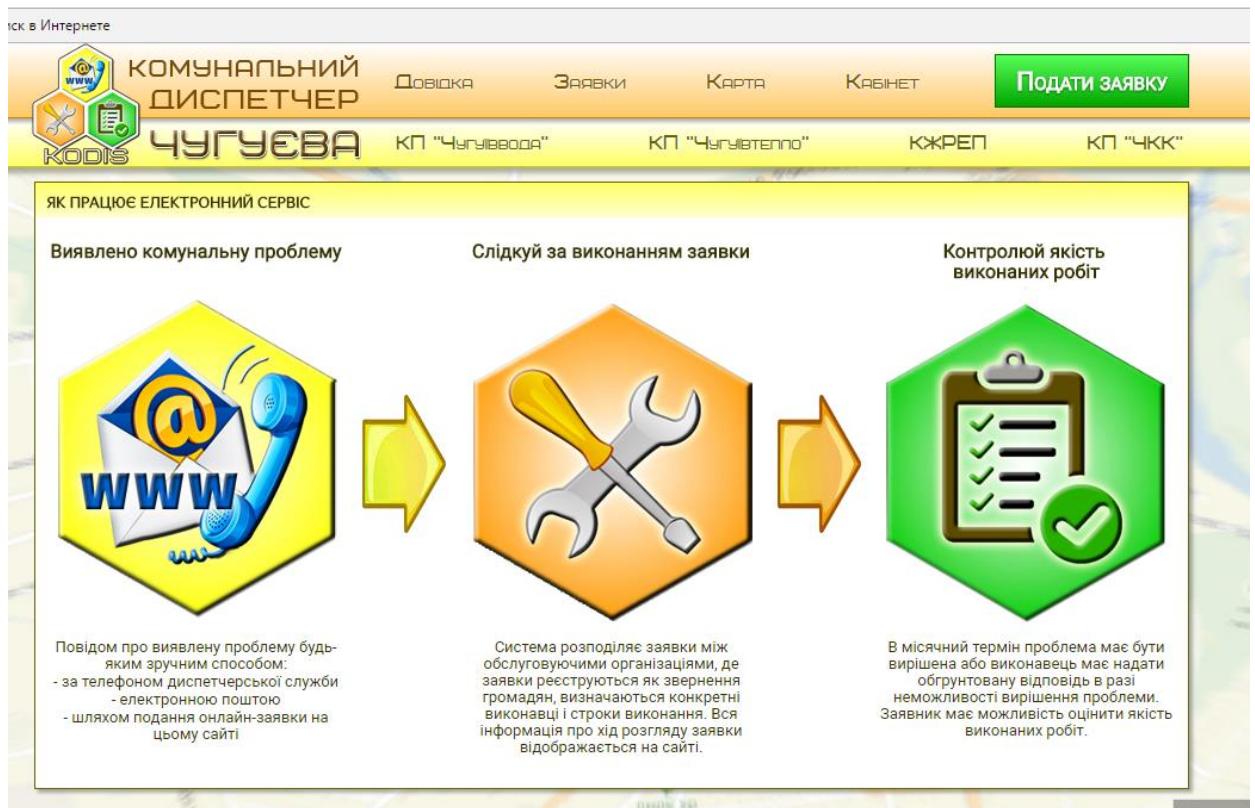 иск в Интернете
КОМУНАЛЬНИЙ
ДИСПЕТЧЕР
ЧУГУЄВА
www
KODIS
Довідка Заявки Карта Кабінет Подати заявку
КП "Чугуїввода" КП "Чугуївтепло" КЖРЕП КП "ЧКК"
ЯК ПРАЦЮЄ ЕЛЕКТРОННИЙ СЕРВІС
Виявлено комунальну проблему
@
www
Повідом про виявлену проблему будь-
яким зручним способом:
- за телефоном диспетчерської служби
- електронною поштою
- шляхом подання онлайн-заявки на
цьому сайті
Слідкуй за виконанням заявки
Система розподіляє заявки між
обслуговуючими організаціями, де
заявки реєструються як звернення
громадян, визначаються конкретні
виконавці і строки виконання. Вся
інформація про хід розгляду заявки
відображається на сайті.
Контролюй якість
виконаних робіт
В місячний термін проблема має бути
вирішена або виконавець має надати
обгрунтовану відповідь в разі
неможливості вирішення проблеми.
Заявник має можливість оцінити якість
виконаних робіт.